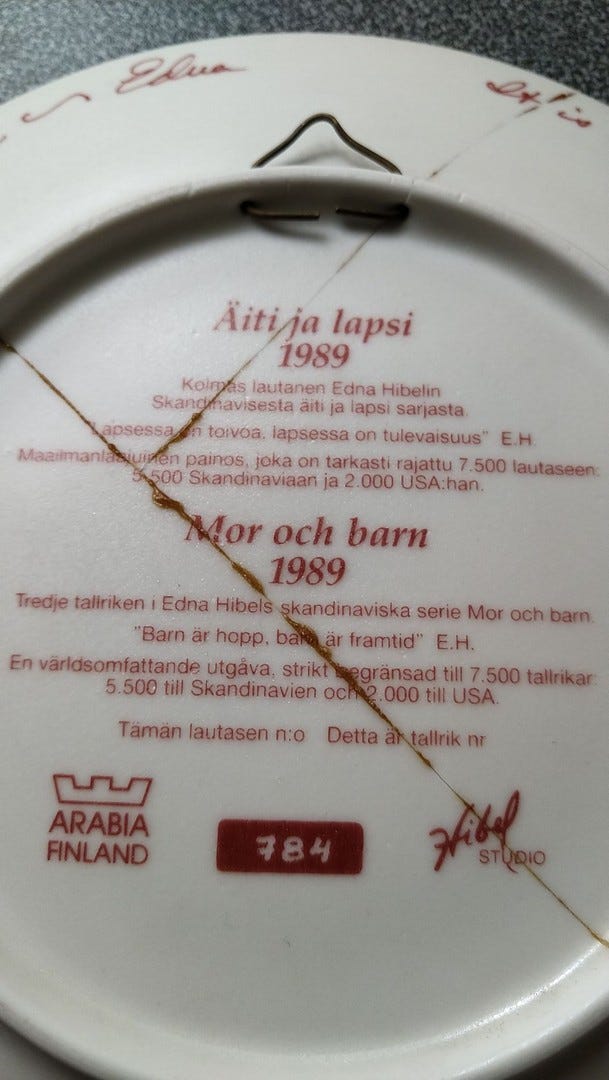 Edna
It is
Äiti ja lapsi
1989
Kolmas lautanen Edna Hibelin
Skandinavisesta äiti ja lapsi sarjasta.
"Lapsessa on toivoa, lapsessa on tulevaisuus" E.H.
Maailmanlaajuinen painos, joka on tarkasti rajattu 7.500 lautaseen:
5.500 Skandinaviaan ja 2.000 USA:han.
Mor och barn
1989
Tredje tallriken i Edna Hibels skandinaviska serie Mor och barn.
"Barn är hopp, barn är framtid" E.H.
En världsomfattande utgåva, strikt begränsad till 7.500 tallrikar:
5.500 till Skandinavien och 2.000 till USA.
Tämän lautasen n:o Detta är tallrik nr
ARABIA
FINLAND
784
Hibel
STUDIO